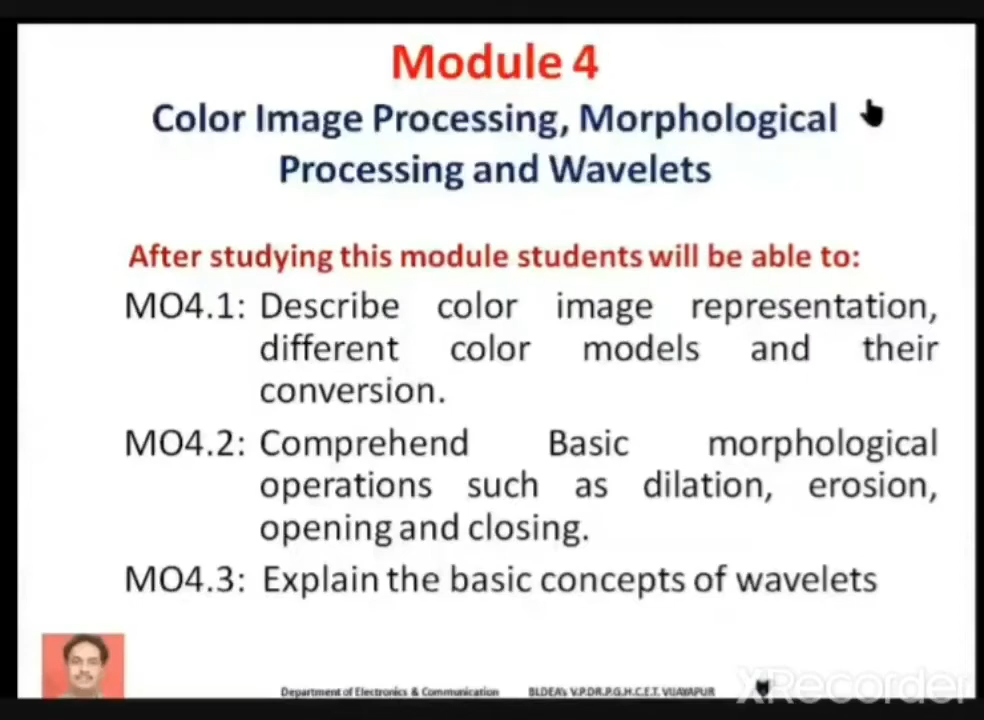 Module 4
Color Image Processing, Morphological
Processing and Wavelets
After studying this module students will be able to:
MO4.1: Describe color image representation,
different color models and their
conversion.
MO4.2: Comprehend Basic morphological
operations such as dilation, erosion,
opening and closing.
MO4.3: Explain the basic concepts of wavelets
Department of Electronics & Communication BLDEA's V.P.DR.P.G.H.C.E.T. VIJAYAPUR
XRecorder